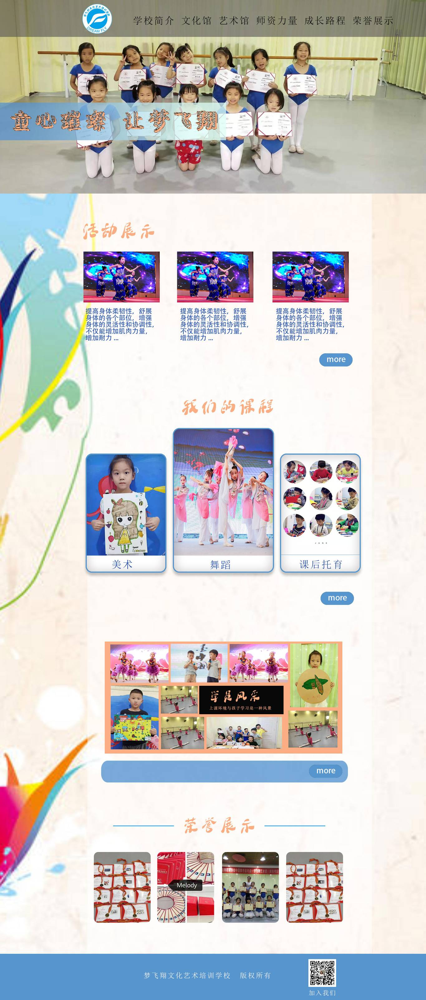 DREAM FLY
学校简介 文化馆 艺术馆 师资力量 成长路程 荣誉展示
童心璀璨 让梦飞翔
活动展示
提高身体柔韧性，舒展
身体的各个部位，增强
身体的灵活性和协调性，
不仅能增加肌肉力量，
增加耐力 ...
提高身体柔韧性，舒展
身体的各个部位，增强
身体的灵活性和协调性，
不仅能增加肌肉力量，
增加耐力 ...
提高身体柔韧性，舒展
身体的各个部位，增强
身体的灵活性和协调性，
不仅能增加肌肉力量，
增加耐力 ...
more
我们的课程
JANE
美术
舞蹈
课后托育
more
学员风采
上课环境与孩子学习是一种风景
more
荣誉展示
Melody
2019
梦飞翔文化艺术培训学校 版权所有
加入我们